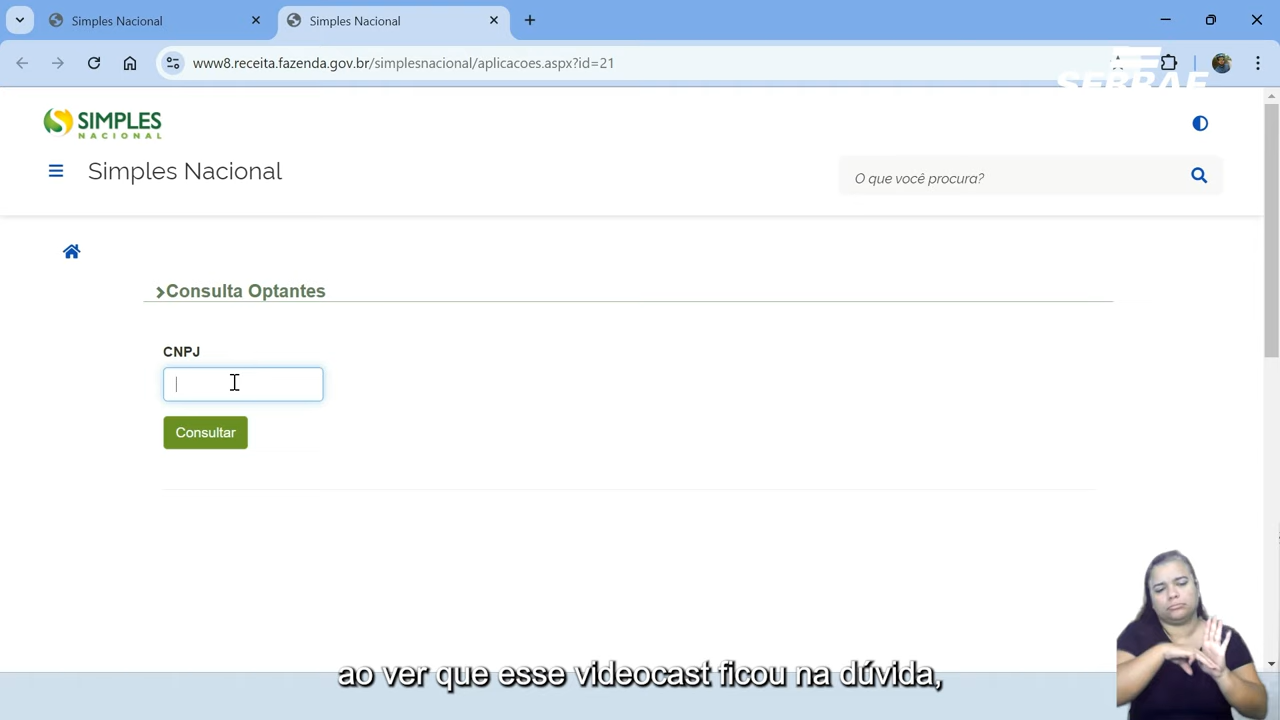 Simples Nacional
Simples Nacional
www8.receita.fazenda.gov.br/simplesnacional/aplicacoes.aspx?id=21
SEBRAE
SIMPLES
NACIONAL
Simples Nacional
O que você procura?
Consulta Optantes
CNPJ
Consultar
ao ver que esse videocast ficou na dúvida,